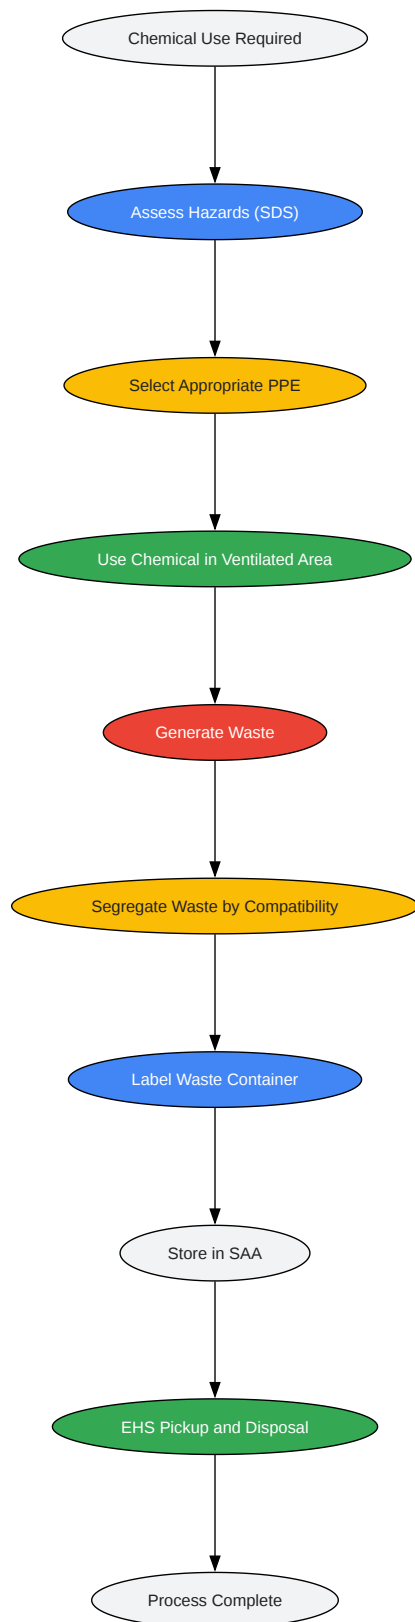 Chemical Use Required
Assess Hazards (SDS)
Select Appropriate PPE
Use Chemical in Ventilated Area
Generate Waste
Segregate Waste by Compatibility
Label Waste Container
Store in SAA
EHS Pickup and Disposal
Process Complete